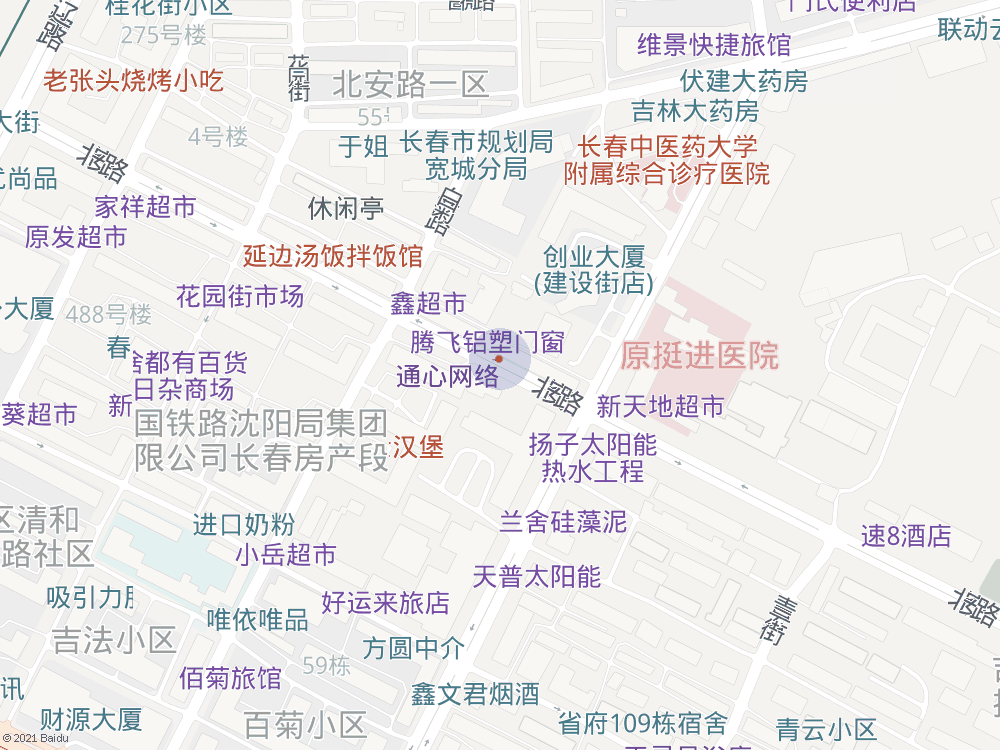 桂花街小区
275号楼
维景快捷旅馆
联动云
老张头烧烤小吃
花园街
北安路一区
伏建大药房
吉林大药房
大街
4号楼
55号
于姐
长春市规划局
宽城分局
长春中医药大学
附属综合诊疗医院
北安路
尚品
家祥超市
休闲亭
自强路
原发超市
延边汤饭拌饭馆
创业大厦
(建设街店)
花园街市场
鑫超市
大厦
488号楼
春
腾飞铝塑门窗
原挺进医院
啥都有百货
日杂商场
通心网络
北安路
新天地超市
葵超市
新
国铁路沈阳局集团
限公司长春房产段
汉堡
扬子太阳能
热水工程
区清和
路社区
进口奶粉
兰舍硅藻泥
速8酒店
小岳超市
天普太阳能
吸引力
好运来旅店
唯依唯品
北安路
吉法小区
方圆中介
59栋
佰菊旅馆
讯
鑫文君烟酒
财源大厦
百菊小区
省府109栋宿舍
青云小区
© 2021 Baidu